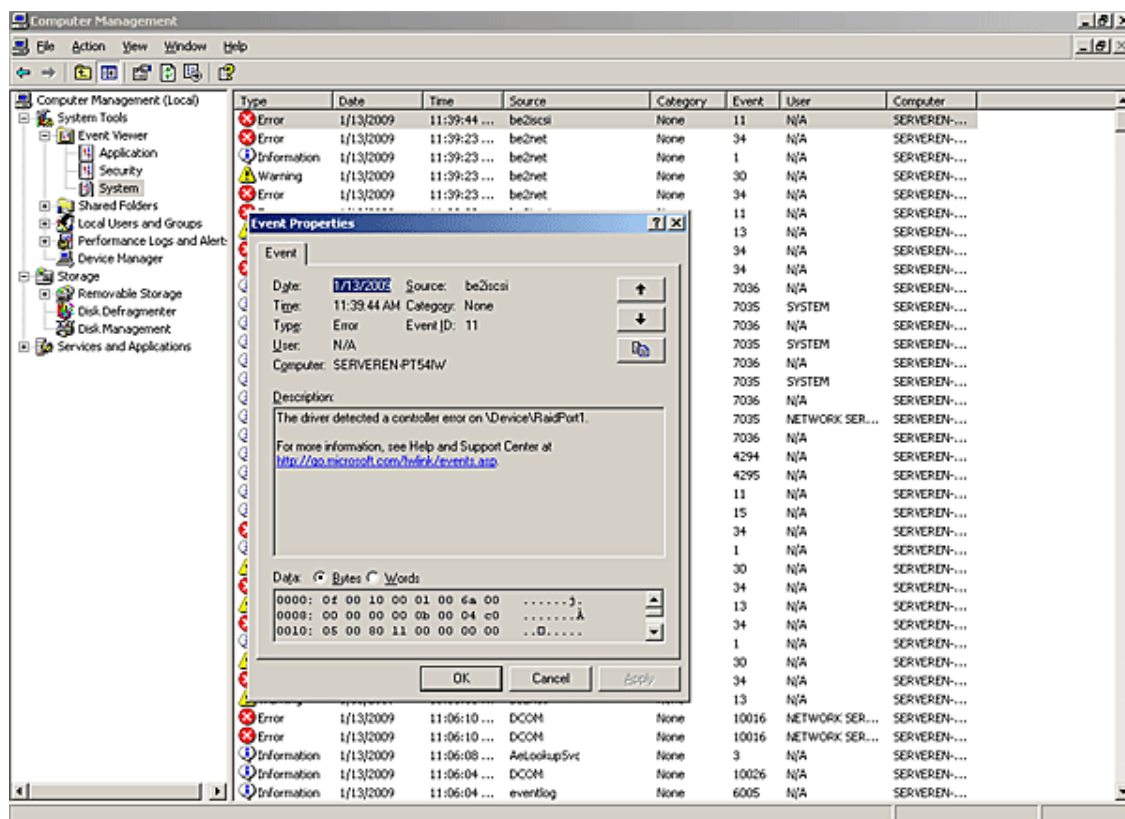 Computer Management
File Action View Window Help
Computer Management (Local)
System Tools
Event Viewer
Application
Security
System
Shared Folders
Local Users and Groups
Performance Logs and Alert
Device Manager
Storage
Removable Storage
Disk Defragmenter
Disk Management
Services and Applications
Type Date Time Source Category Event User Computer
Error 1/13/2009 11:39:44 ... be2iscsi None 11 N/A SERVEREN-...
Error 1/13/2009 11:39:23 ... be2net None 34 N/A SERVEREN-...
Information 1/13/2009 11:39:23 ... be2net None 1 N/A SERVEREN-...
Warning 1/13/2009 11:39:23 ... be2net None 30 N/A SERVEREN-...
Error 1/13/2009 11:39:23 ... be2net None 34 N/A SERVEREN-...
11 N/A SERVEREN-...
13 N/A SERVEREN-...
34 N/A SERVEREN-...
34 N/A SERVEREN-...
7036 N/A SERVEREN-...
7035 SYSTEM SERVEREN-...
7036 N/A SERVEREN-...
7035 SYSTEM SERVEREN-...
7036 N/A SERVEREN-...
7035 SYSTEM SERVEREN-...
7036 N/A SERVEREN-...
7035 NETWORK SER... SERVEREN-...
7036 N/A SERVEREN-...
4294 N/A SERVEREN-...
4295 N/A SERVEREN-...
11 N/A SERVEREN-...
15 N/A SERVEREN-...
34 N/A SERVEREN-...
1 N/A SERVEREN-...
30 N/A SERVEREN-...
34 N/A SERVEREN-...
13 N/A SERVEREN-...
34 N/A SERVEREN-...
1 N/A SERVEREN-...
30 N/A SERVEREN-...
34 N/A SERVEREN-...
13 N/A SERVEREN-...
Error 1/13/2009 11:06:10 ... DCOM None 10016 NETWORK SER... SERVEREN-...
Error 1/13/2009 11:06:10 ... DCOM None 10016 NETWORK SER... SERVEREN-...
Information 1/13/2009 11:06:08 ... AeLookupSvc None 3 N/A SERVEREN-...
Information 1/13/2009 11:06:04 ... DCOM None 10026 N/A SERVEREN-...
Information 1/13/2009 11:06:04 ... eventlog None 6005 N/A SERVEREN-...
Event Properties
Event
Date: 1/13/2009 Source: be2iscsi
Time: 11:39:44 AM Category: None
Type: Error Event ID: 11
User: N/A
Computer: SERVEREN-PT54IW
Description:
The driver detected a controller error on \Device\RaidPort1.
For more information, see Help and Support Center at
http://go.microsoft.com/fwlink/events.asp.
Data: Bytes Words
0000: 0f 00 10 00 01 00 6a 00 ......j.
0008: 00 00 00 00 0b 00 04 c0 .......À
0010: 05 00 80 11 00 00 00 00 ..□.....
OK Cancel Apply